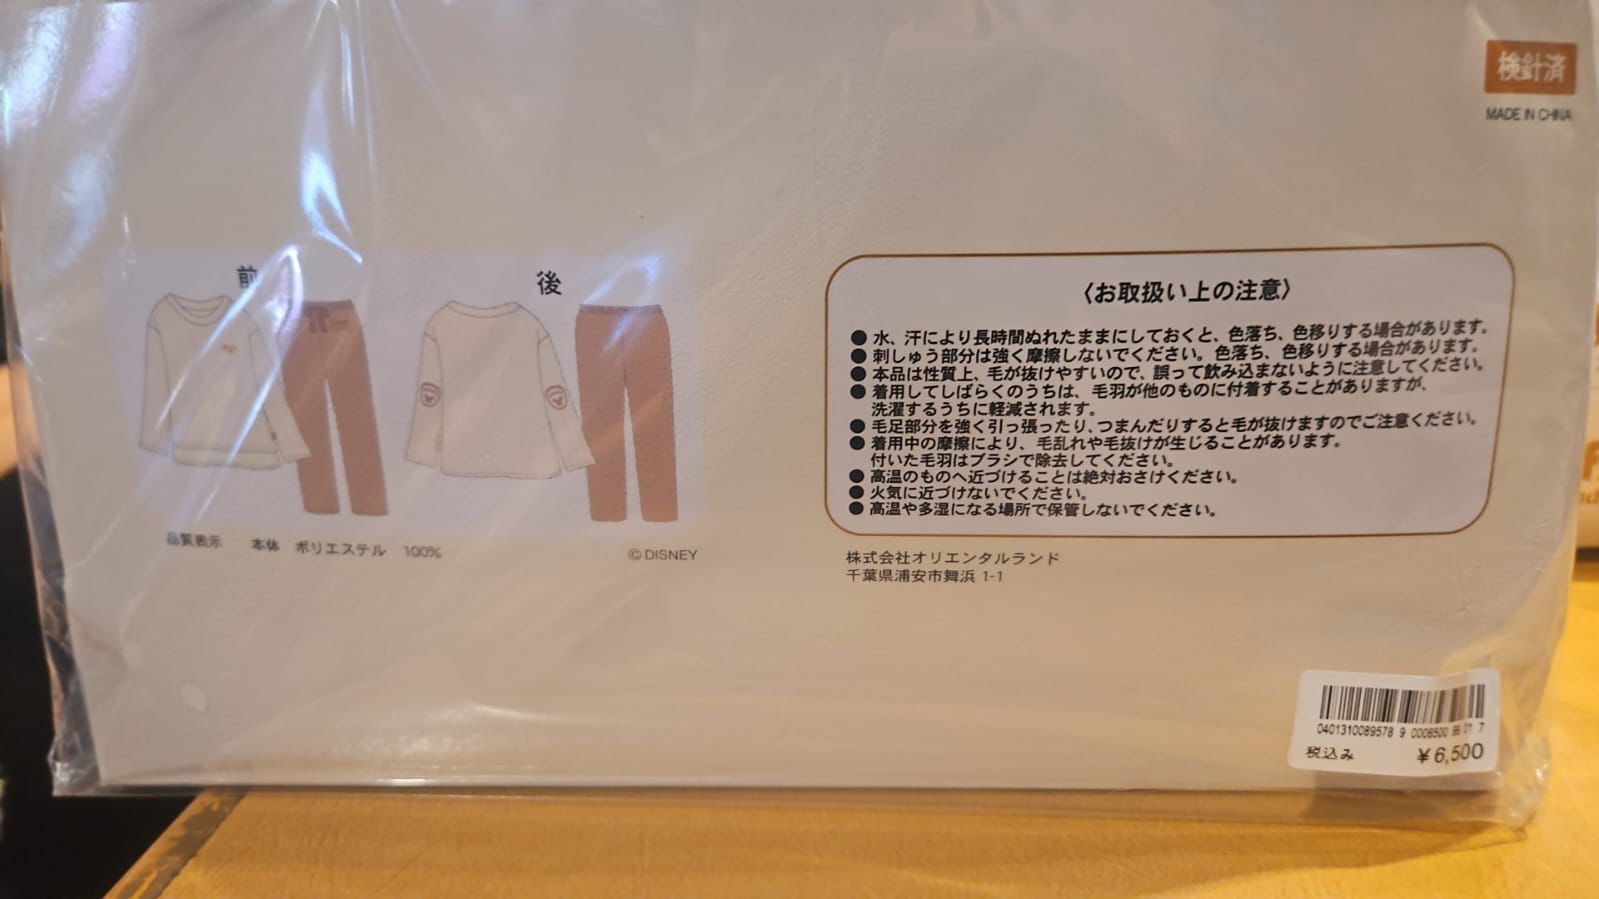 検針済
MADE IN CHINA
前
後
品質表示 本体 ポリエステル 100%
© DISNEY
〈お取扱い上の注意〉
● 水、汗により長時間ぬれたままにしておくと、色落ち、色移りする場合があります。
● 刺しゅう部分は強く摩擦しないでください。色落ち、色移りする場合があります。
● 本品は性質上、毛が抜けやすいので、誤って飲み込まないように注意してください。
● 着用してしばらくのうちは、毛羽が他のものに付着することがありますが、
洗濯するうちに軽減されます。
● 毛足部分を強く引っ張ったり、つまんだりすると毛が抜けますのでご注意ください。
● 着用中の摩擦により、毛乱れや毛抜けが生じることがあります。
付いた毛羽はブラシで除去してください。
● 高温のものへ近づけることは絶対おさけください。
● 火気に近づけないでください。
● 高温や多湿になる場所で保管しないでください。
株式会社オリエンタルランド
千葉県浦安市舞浜 1-1
0401310089578 9 0006500 7
税込み ¥6,500